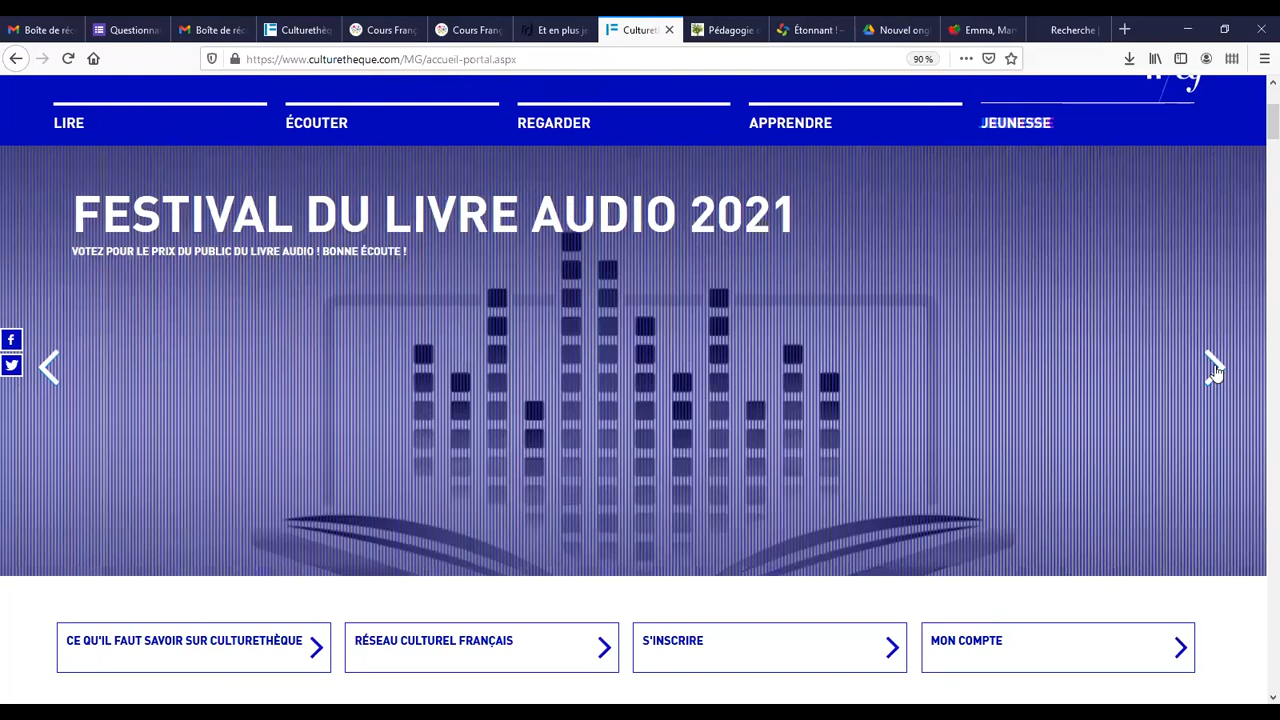 Boîte de réc
Questionna
Boîte de réc
Culturethèq
Cours Franç
Cours Franç
Et en plus je
Culturet
Pédagogie
Étonnant ! –
Nouvel ongl
Emma, Mar
Recherche |
https://www.culturetheque.com/MG/accueil-portal.aspx
90 %
LIRE
ÉCOUTER
REGARDER
APPRENDRE
JEUNESSE
FESTIVAL DU LIVRE AUDIO 2021
VOTEZ POUR LE PRIX DU PUBLIC DU LIVRE AUDIO ! BONNE ÉCOUTE !
CE QU'IL FAUT SAVOIR SUR CULTURETHÈQUE
RÉSEAU CULTUREL FRANÇAIS
S'INSCRIRE
MON COMPTE